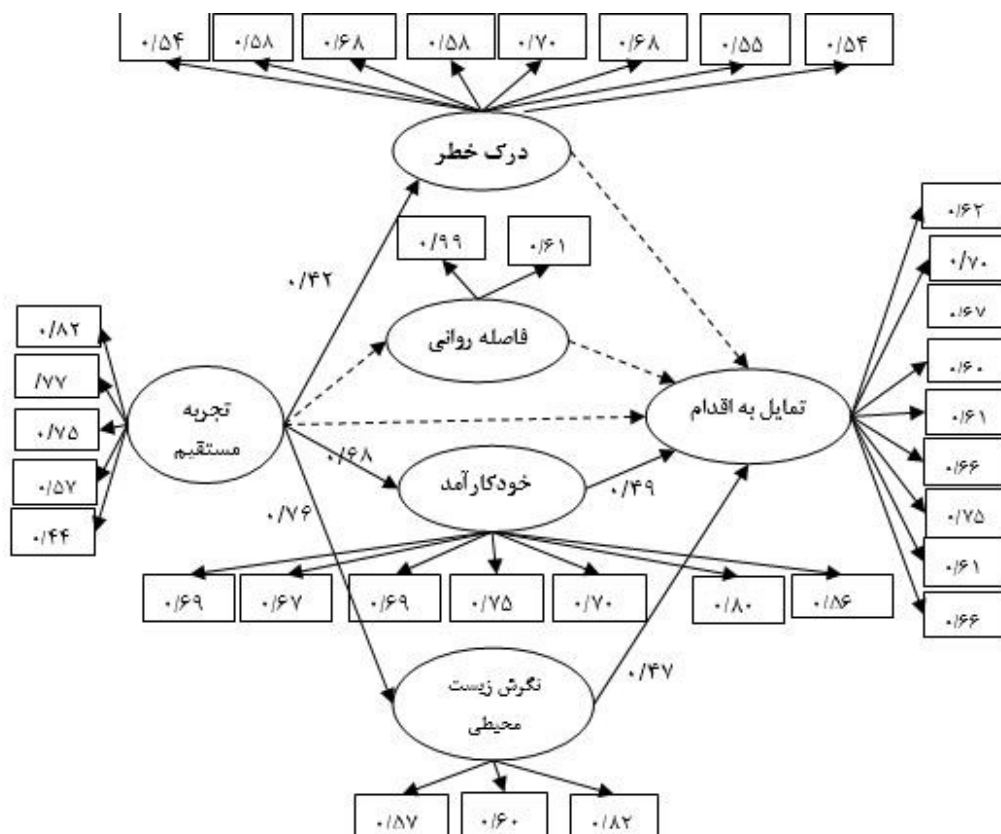 ۰/۵۴ ۰/۵۸ ۰/۶۸ ۰/۵۸ ۰/۷۰ ۰/۶۸ ۰/۵۵ ۰/۵۴
درک خطر
۰/۹۹ ۰/۶۱
۰/۴۲
فاصله روانی
۰/۸۲
/۷۷
۰/۷۵
۰/۵۷
۰/۴۴
تجربه
مستقیم
تمایل به اقدام
۰/۶۲
۰/۷۰
۰/۶۷
۰/۶۰
۰/۶۱
۰/۶۶
۰/۷۵
۰/۶۱
۰/۶۶
۰/۶۸
خودکارآمد
۰/۴۹
۰/۷۶
۰/۶۹ ۰/۶۷ ۰/۶۹ ۰/۷۵ ۰/۷۰ ۰/۸۰ ۰/۵۶
۰/۴۷
نگرش زیست
محیطی
۰/۵۷ ۰/۶۰ ۰/۸۲